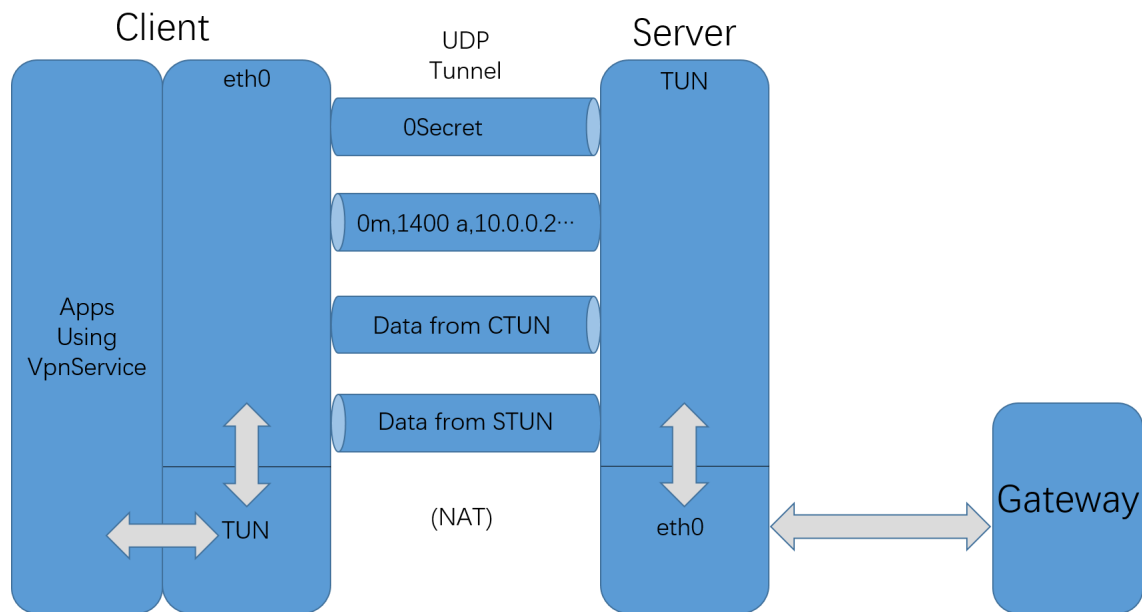 Client
Server
UDP
Tunnel
eth0
TUN
0Secret
0m,1400 a,10.0.0.2···
Apps
Using
VpnService
Data from CTUN
Data from STUN
TUN
(NAT)
eth0
Gateway